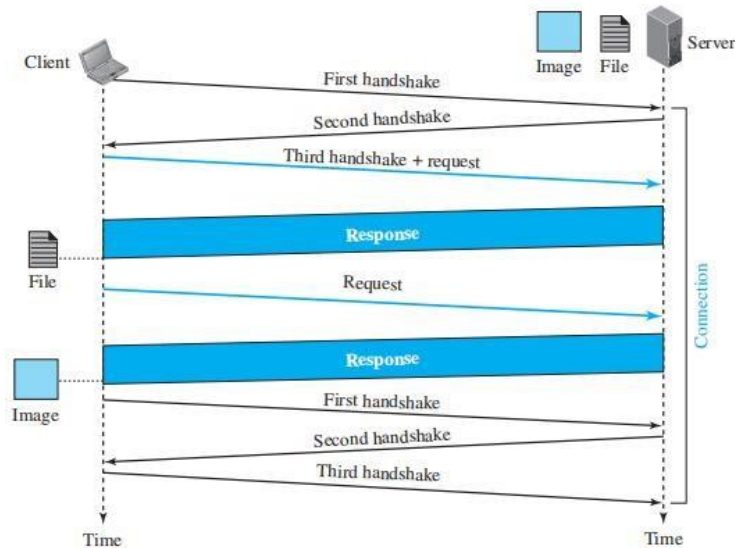 Client
Image
File
Server
First handshake
Second handshake
Third handshake + request
Response
File
Request
Connection
Response
Image
First handshake
Second handshake
Third handshake
Time
Time